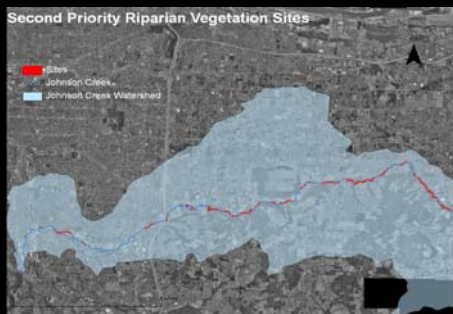 Second Priority Riparian Vegetation Sites
Sites
Johnson Creek
Johnson Creek Watershed